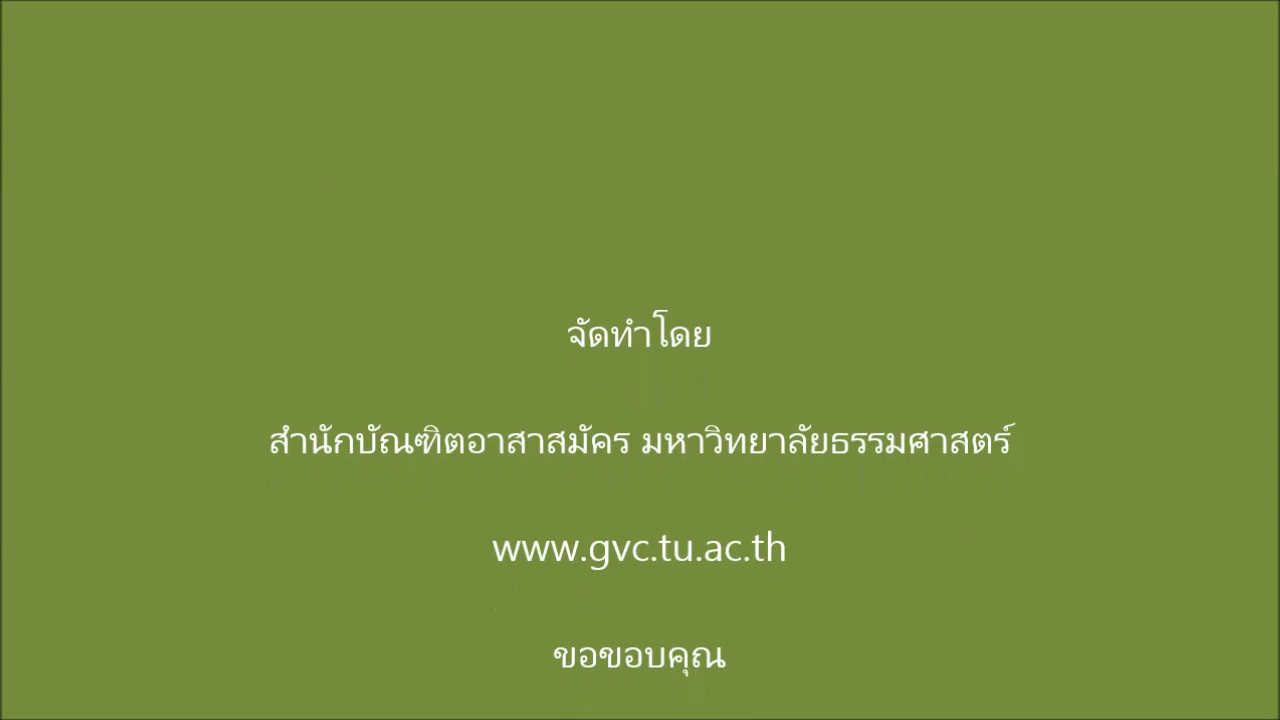 จัดทำโดย
สำนักบัณฑิตอาสาสมัคร มหาวิทยาลัยธรรมศาสตร์
www.gvc.tu.ac.th
ขอขอบคุณ